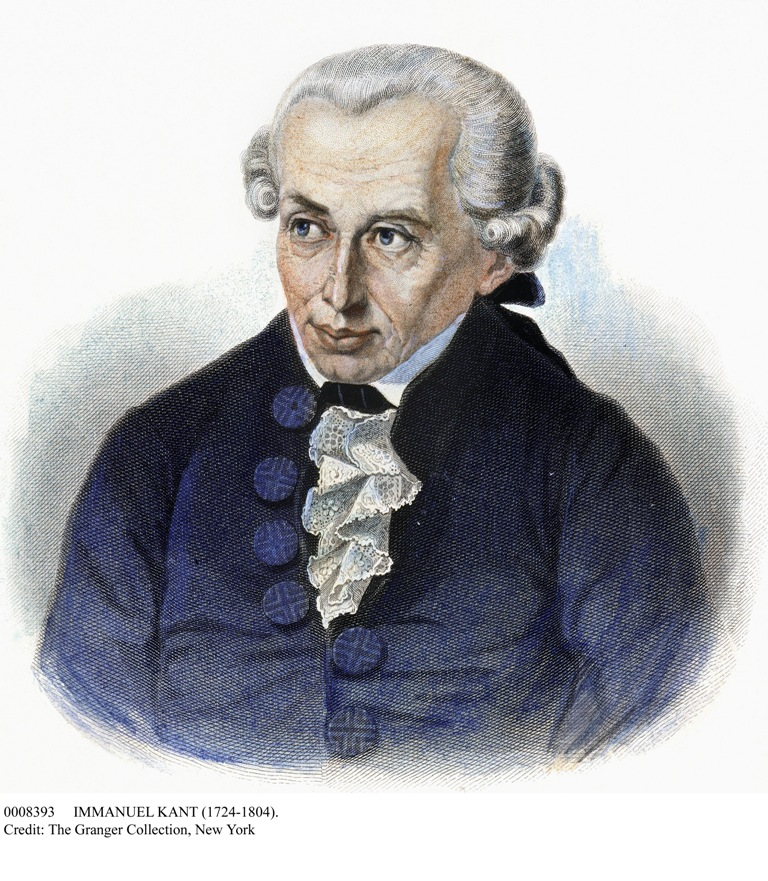 0008393 IMMANUEL KANT (1724-1804).
Credit: The Granger Collection, New York